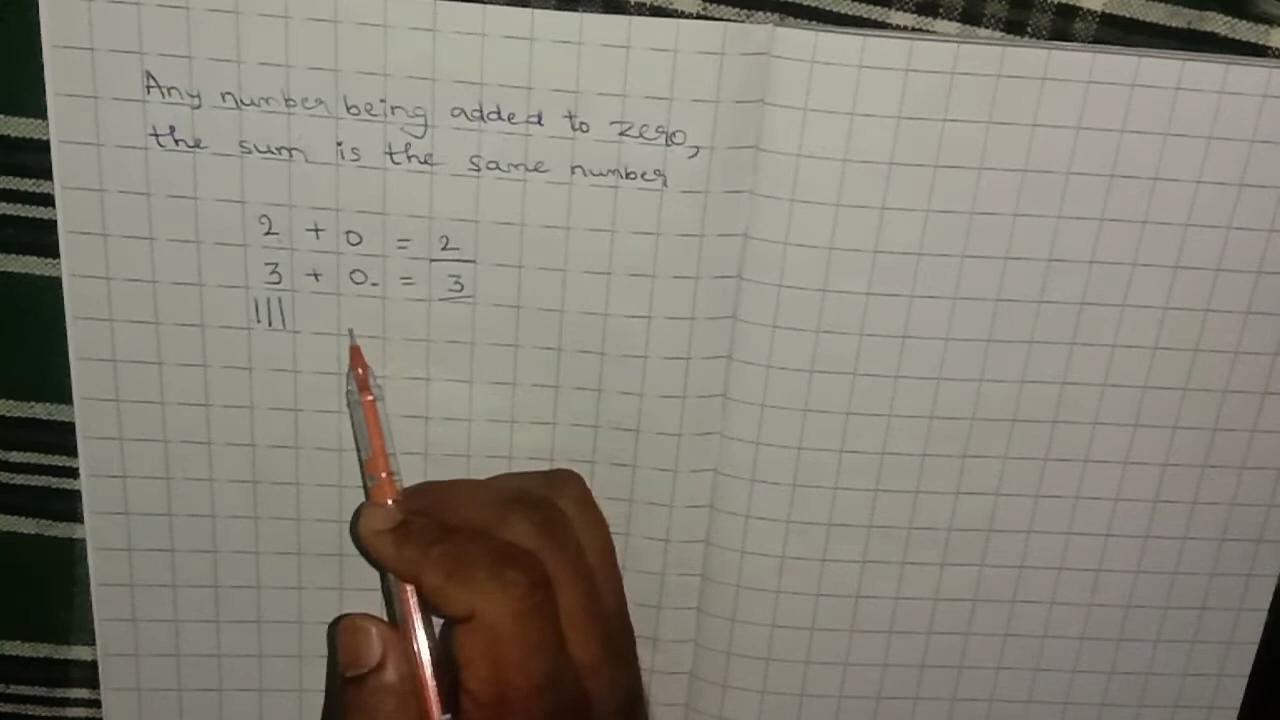 Any number being added to zero,
the sum is the same number
2 + 0 = 2
3 + 0. = 3
|||